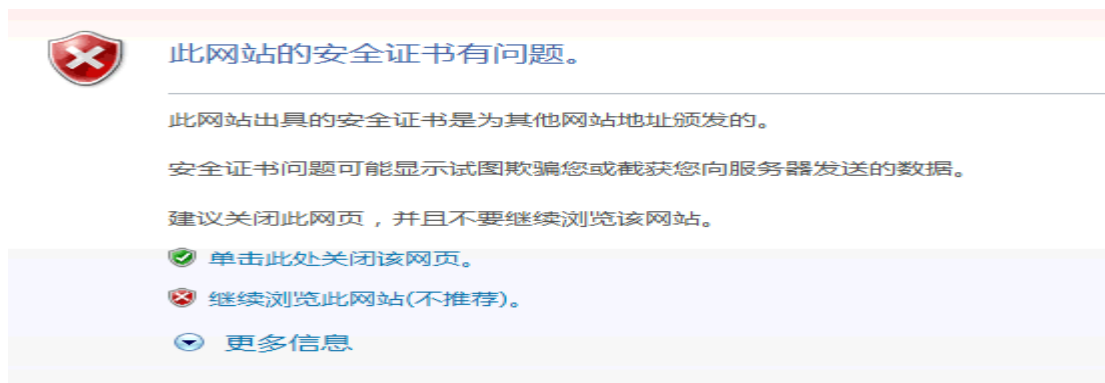 此网站的安全证书有问题。
此网站出具的安全证书是为其他网站地址颁发的。
安全证书问题可能显示试图欺骗您或截获您向服务器发送的数据。
建议关闭此网页，并且不要继续浏览该网站。
单击此处关闭该网页。
继续浏览此网站(不推荐)。
更多信息